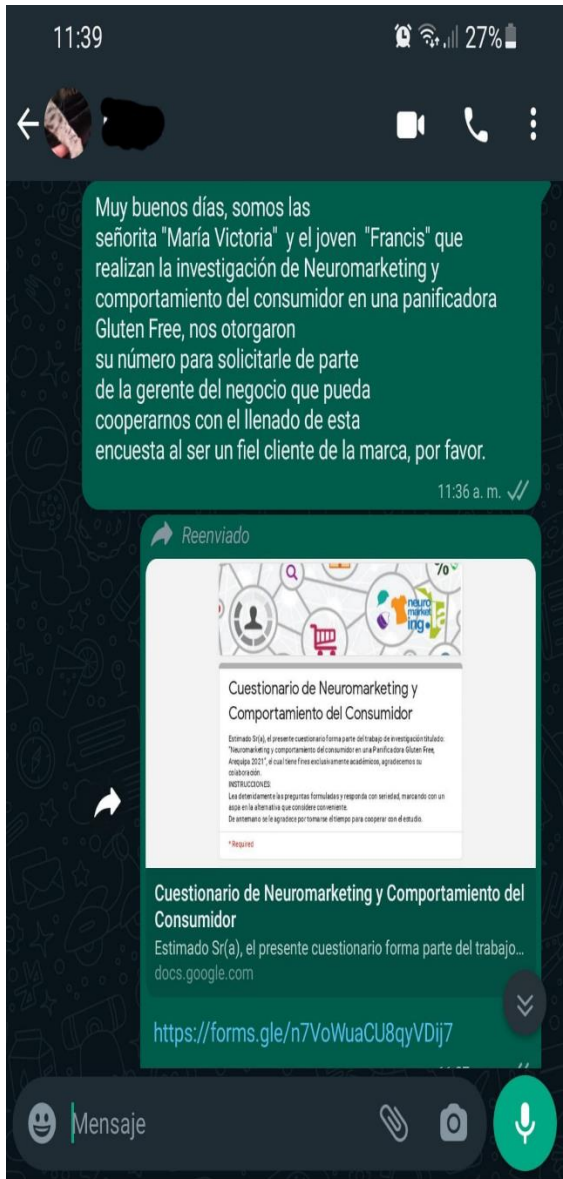 11:39
27%
Muy buenos días, somos las
señorita "María Victoria" y el joven "Francis" que
realizan la investigación de Neuromarketing y
comportamiento del consumidor en una panificadora
Gluten Free, nos otorgaron
su número para solicitarle de parte
de la gerente del negocio que pueda
cooperarnos con el llenado de esta
encuesta al ser un fiel cliente de la marca, por favor.
11:36 a. m.
Reenviado
%
neuro
market
ing.
Cuestionario de Neuromarketing y
Comportamiento del Consumidor
Estimado Sr(a), el presente cuestionario forma parte del trabajo de investigación titulado:
"Neuromarketing y comportamiento del consumidor en una Panificadora Gluten Free,
Arequipa 2021", el cual tiene fines exclusivamente académicos, agradecemos su
colaboración.
INSTRUCCIONES:
Lea detenidamente las preguntas formuladas y responda con seriedad, marcando con un
aspa en la alternativa que considere conveniente.
De antemano se le agradece por tomarse el tiempo para cooperar con el estudio.
* Required
Cuestionario de Neuromarketing y Comportamiento del
Consumidor
Estimado Sr(a), el presente cuestionario forma parte del trabajo...
docs.google.com
https://forms.gle/n7VoWuaCU8qyVDij7
Mensaje